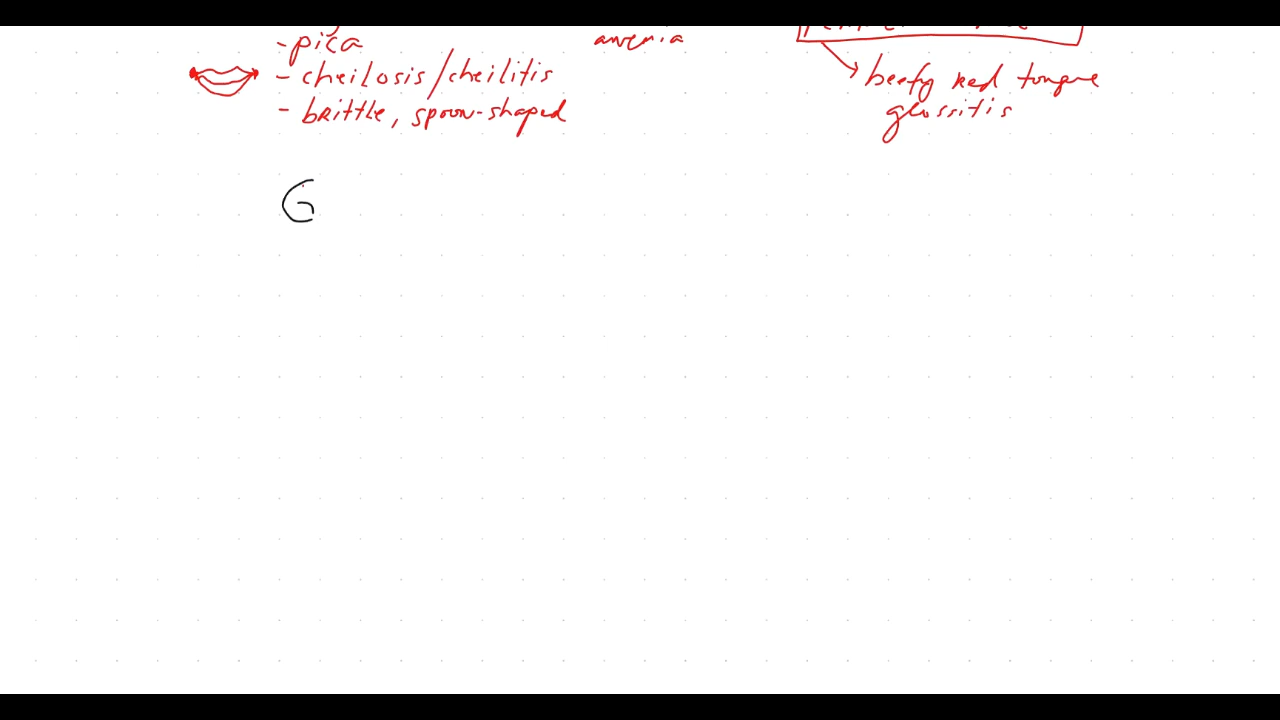 -pica
- cheilosis/cheilitis
- brittle, spoon-shaped
anemia
beefy red tongue
glossitis
G